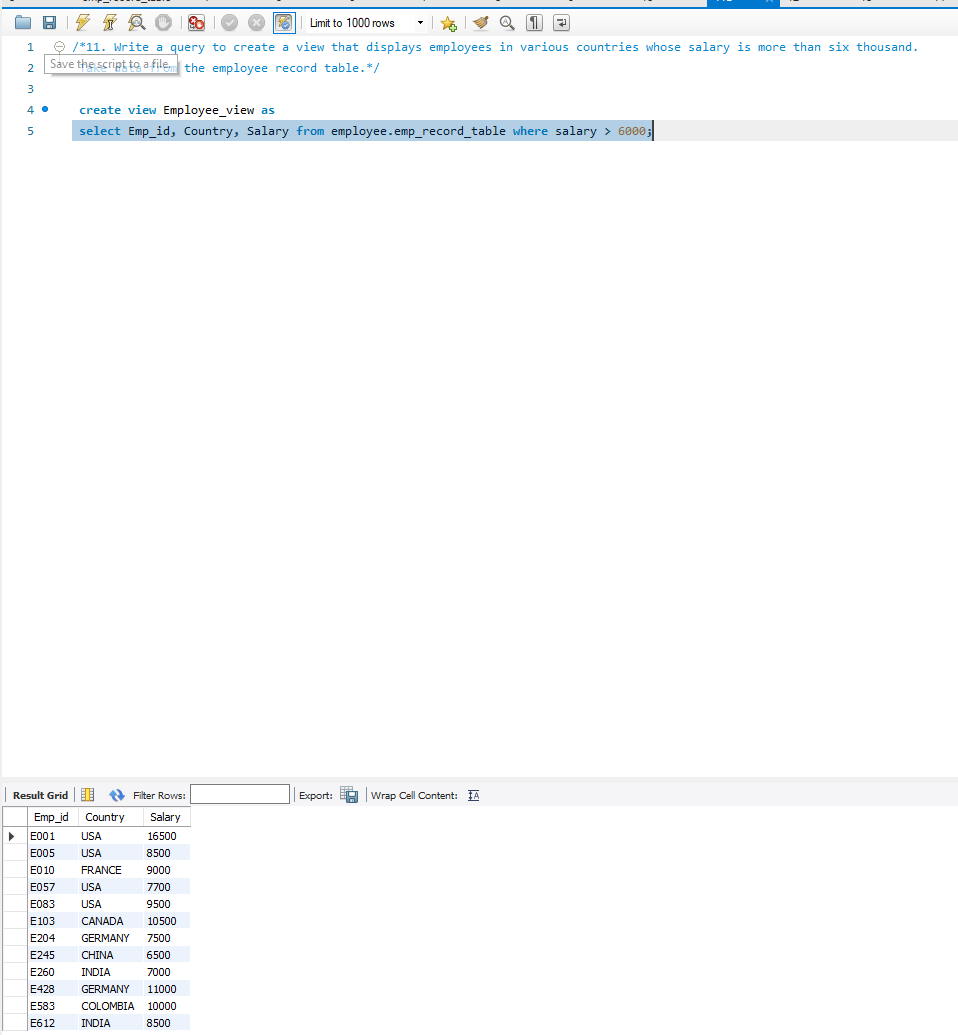 Limit to 1000 rows
1 /*11. Write a query to create a view that displays employees in various countries whose salary is more than six thousand.
Save the script to a file.
2 Take data from the employee record table.*/
3
4 create view Employee_view as
5 select Emp_id, Country, Salary from employee.emp_record_table where salary > 6000;
Result Grid Filter Rows: Export: Wrap Cell Content:
Emp_id Country Salary
E001 USA 16500
E005 USA 8500
E010 FRANCE 9000
E057 USA 7700
E083 USA 9500
E103 CANADA 10500
E204 GERMANY 7500
E245 CHINA 6500
E260 INDIA 7000
E428 GERMANY 11000
E583 COLOMBIA 10000
E612 INDIA 8500